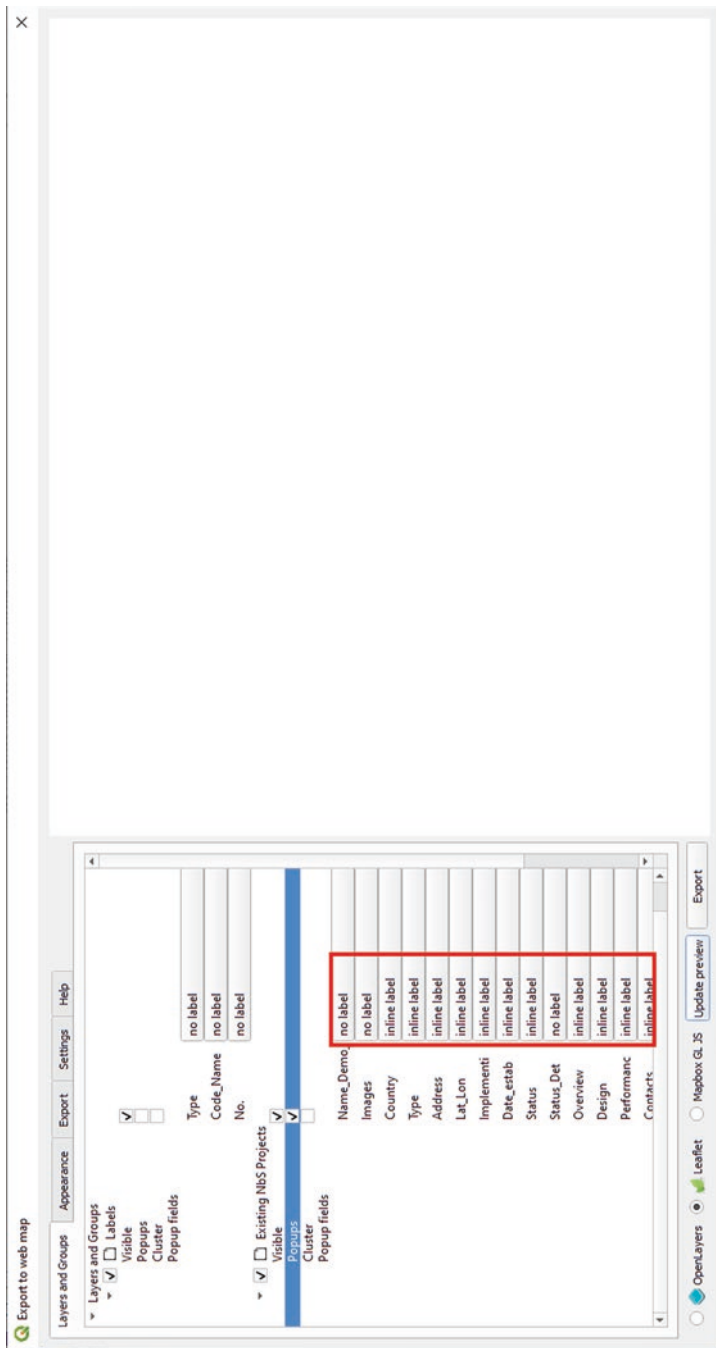 Export to web map
Layers and Groups Appearance Export Settings Help
Layers and Groups
Labels
Visible
Popups
Cluster
Popup fields
Type no label
Code_Name no label
No. no label
Existing NbS Projects
Visible
Popups
Cluster
Popup fields
Name_Demo_ no label
Images no label
Country inline label
Type inline label
Address inline label
Lat_Lon inline label
Implementi inline label
Date_estab inline label
Status inline label
Status_Det no label
Overview inline label
Design inline label
Performanc inline label
Contacts inline label
OpenLayers Leaflet Mapbox GL JS Update preview Export